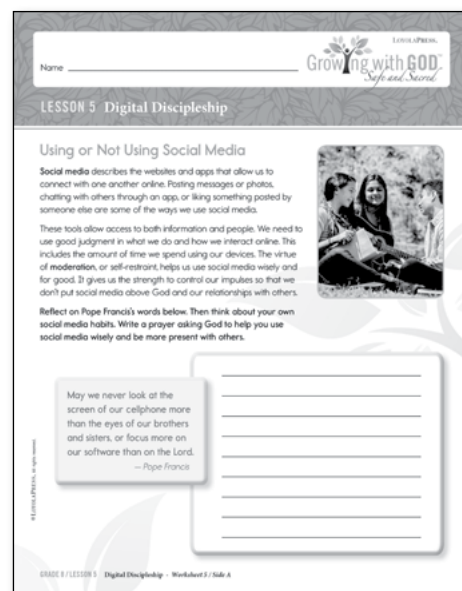 LOYOLAPRESS.
Growing with GOD™
Safe and Sacred
Name
LESSON 5 Digital Discipleship
Using or Not Using Social Media
Social media describes the websites and apps that allow us to
connect with one another online. Posting messages or photos,
chatting with others through an app, or liking something posted by
someone else are some of the ways we use social media.
These tools allow access to both information and people. We need to
use good judgment in what we do and how we interact online. This
includes the amount of time we spend using our devices. The virtue
of moderation, or self-restraint, helps us use social media wisely and
for good. It gives us the strength to control our impulses so that we
don't put social media above God and our relationships with others.
Reflect on Pope Francis's words below. Then think about your own
social media habits. Write a prayer asking God to help you use
social media wisely and be more present with others.
May we never look at the
screen of our cellphone more
than the eyes of our brothers
and sisters, or focus more on
our software than on the Lord.
— Pope Francis
© LOYOLAPRESS. All rights reserved.
GRADE 8 / LESSON 5 Digital Discipleship • Worksheet 5 / Side A